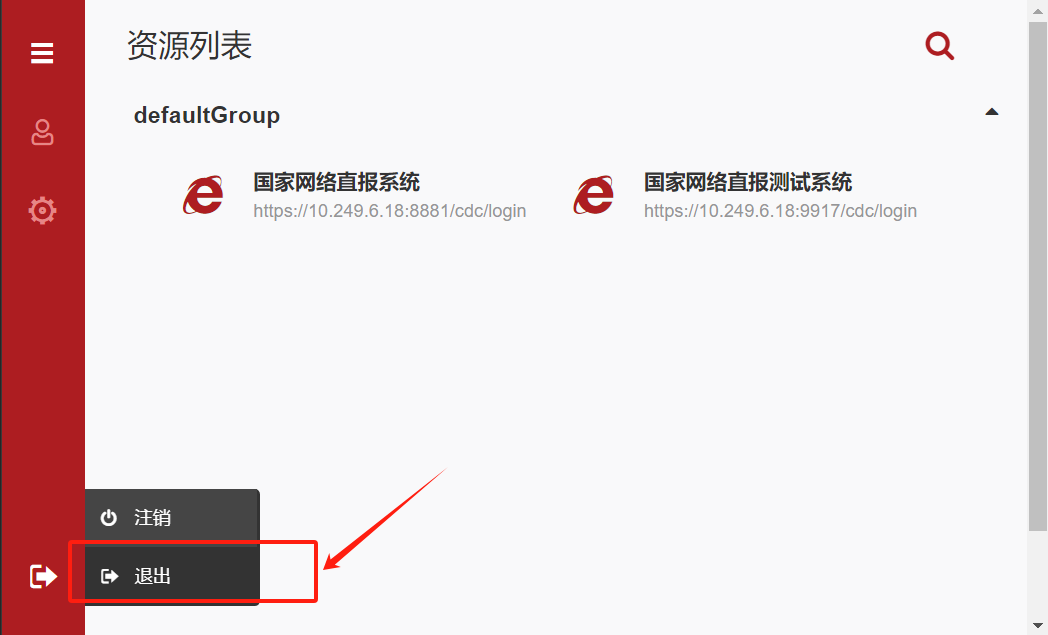 资源列表
defaultGroup
国家网络直报系统
https://10.249.6.18:8881/cdc/login
国家网络直报测试系统
https://10.249.6.18:9917/cdc/login
注销
退出